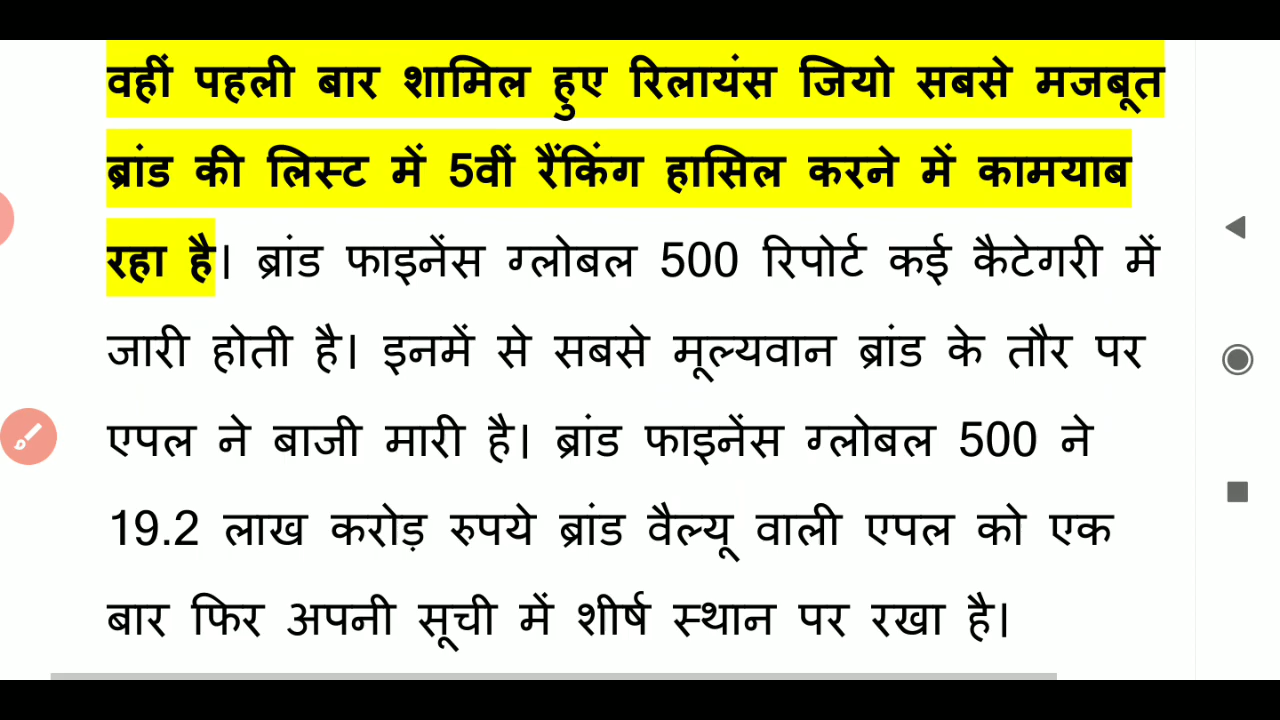 वहीं पहली बार शामिल हुए रिलायंस जियो सबसे मजबूत
ब्रांड की लिस्ट में 5वीं रैंकिंग हासिल करने में कामयाब
रहा है। ब्रांड फाइनेंस ग्लोबल 500 रिपोर्ट कई कैटेगरी में
जारी होती है। इनमें से सबसे मूल्यवान ब्रांड के तौर पर
एपल ने बाजी मारी है। ब्रांड फाइनेंस ग्लोबल 500 ने
19.2 लाख करोड़ रुपये ब्रांड वैल्यू वाली एपल को एक
बार फिर अपनी सूची में शीर्ष स्थान पर रखा है।